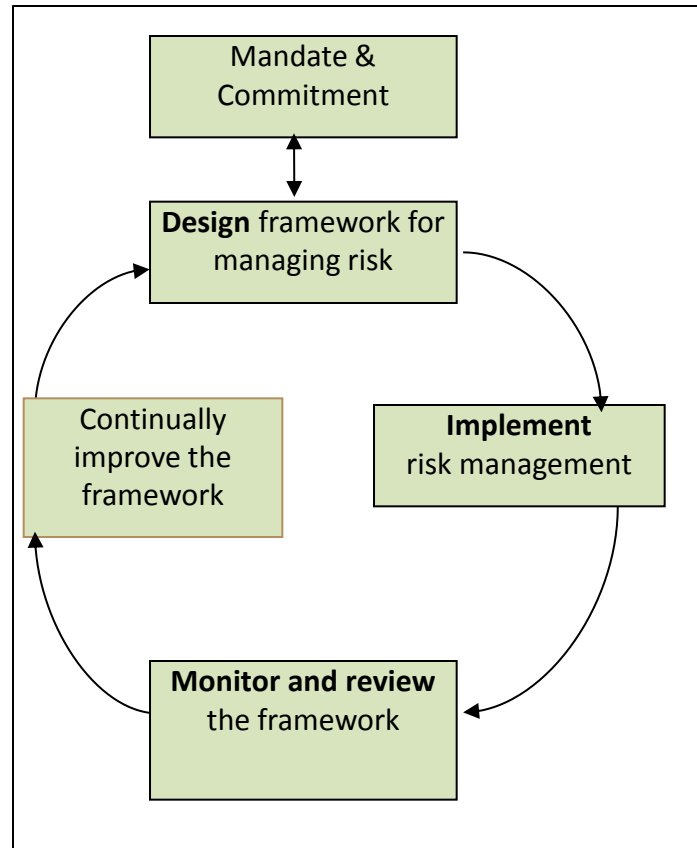 Mandate &
Commitment
Design framework for
managing risk
Implement
risk management
Monitor and review
the framework
Continually
improve the
framework